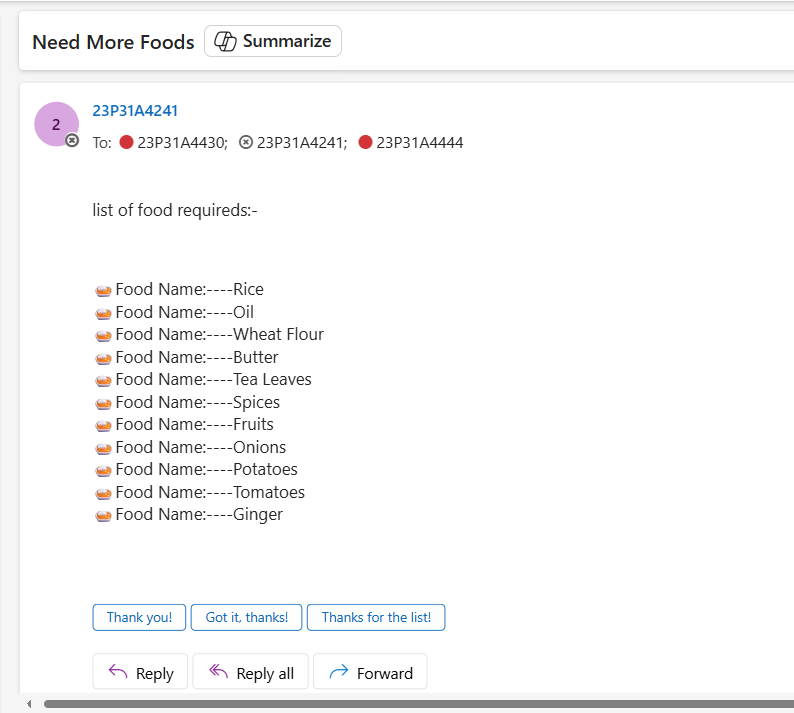 Need More Foods Summarize
2
23P31A4241
To: 23P31A4430; 23P31A4241; 23P31A4444
list of food requireds:-
Food Name:----Rice
Food Name:----Oil
Food Name:----Wheat Flour
Food Name:----Butter
Food Name:----Tea Leaves
Food Name:----Spices
Food Name:----Fruits
Food Name:----Onions
Food Name:----Potatoes
Food Name:----Tomatoes
Food Name:----Ginger
Thank you! Got it, thanks! Thanks for the list!
Reply Reply all Forward